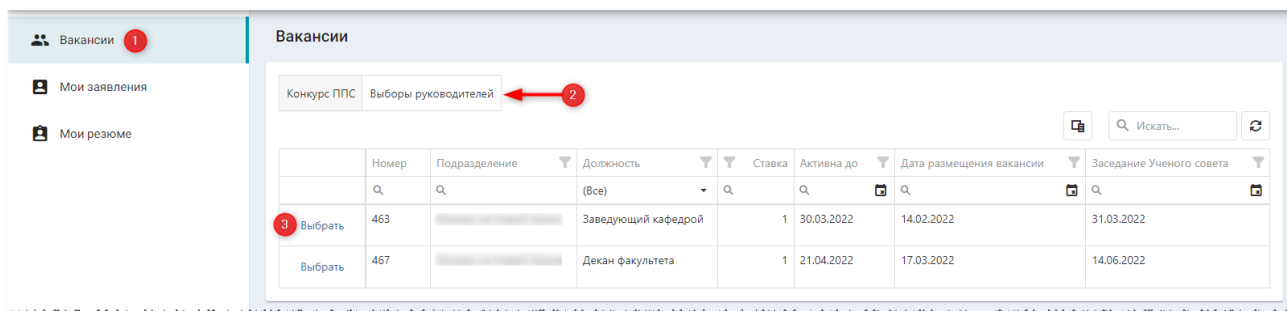 Вакансии 1
Мои заявления
Мои резюме
Вакансии
Конкурс ППС Выборы руководителей 2
Искать...
Номер Подразделение Должность Ставка Активна до Дата размещения вакансии Заседание Ученого совета
(Все)
3 Выбрать 463 Заведующий кафедрой 1 30.03.2022 14.02.2022 31.03.2022
Выбрать 467 Декан факультета 1 21.04.2022 17.03.2022 14.06.2022